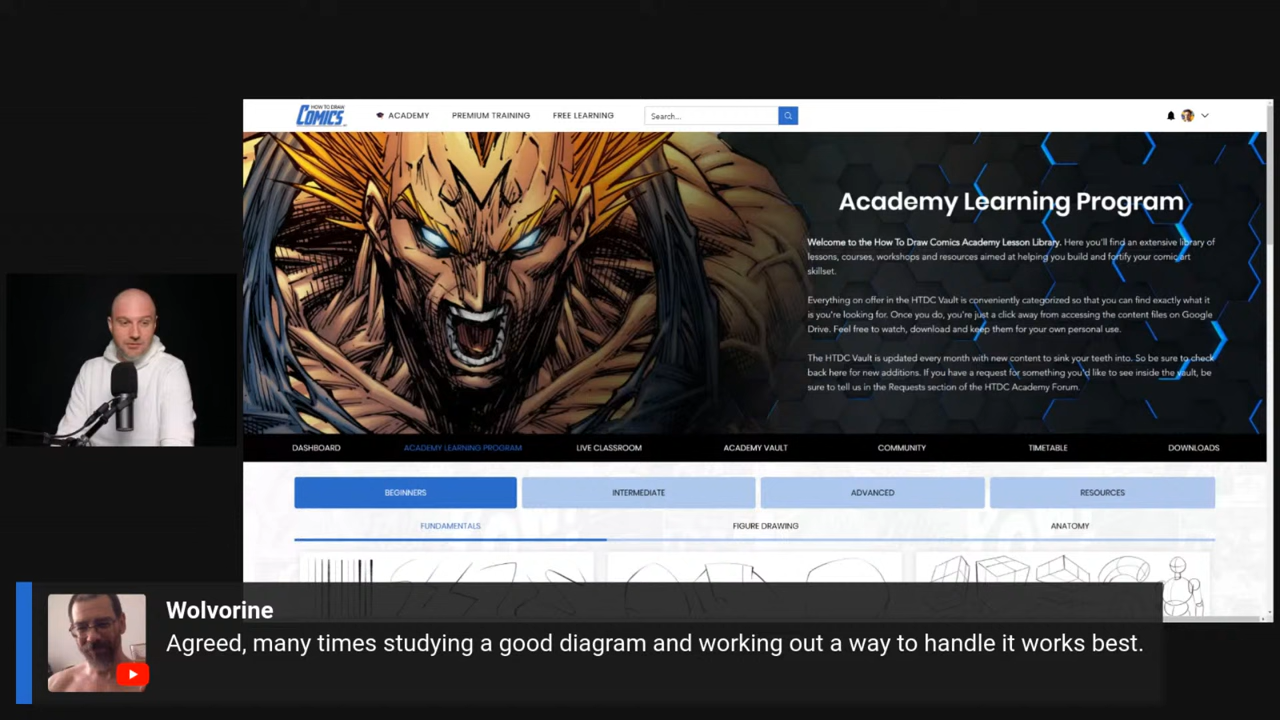 HOW TO DRAW
COMICS
ACADEMY
PREMIUM TRAINING
FREE LEARNING
Search...
Academy Learning Program
Welcome to the How To Draw Comics Academy Lesson Library. Here you'll find an extensive library of
lessons, courses, workshops and resources aimed at helping you build and fortify your comic art
skillset.
Everything on offer in the HTDC Vault is conveniently categorized so that you can find exactly what it
is you're looking for. Once you do, you're just a click away from accessing the content files on Google
Drive. Feel free to watch, download and keep them for your own personal use.
The HTDC Vault is updated every month with new content to sink your teeth into. So be sure to check
back here for new additions. If you have a request for something you'd like to see inside the vault, be
sure to tell us in the Requests section of the HTDC Academy Forum.
DASHBOARD
ACADEMY LEARNING PROGRAM
LIVE CLASSROOM
ACADEMY VAULT
COMMUNITY
TIMETABLE
DOWNLOADS
BEGINNERS
INTERMEDIATE
ADVANCED
RESOURCES
FUNDAMENTALS
FIGURE DRAWING
ANATOMY
Wolvorine
Agreed, many times studying a good diagram and working out a way to handle it works best.